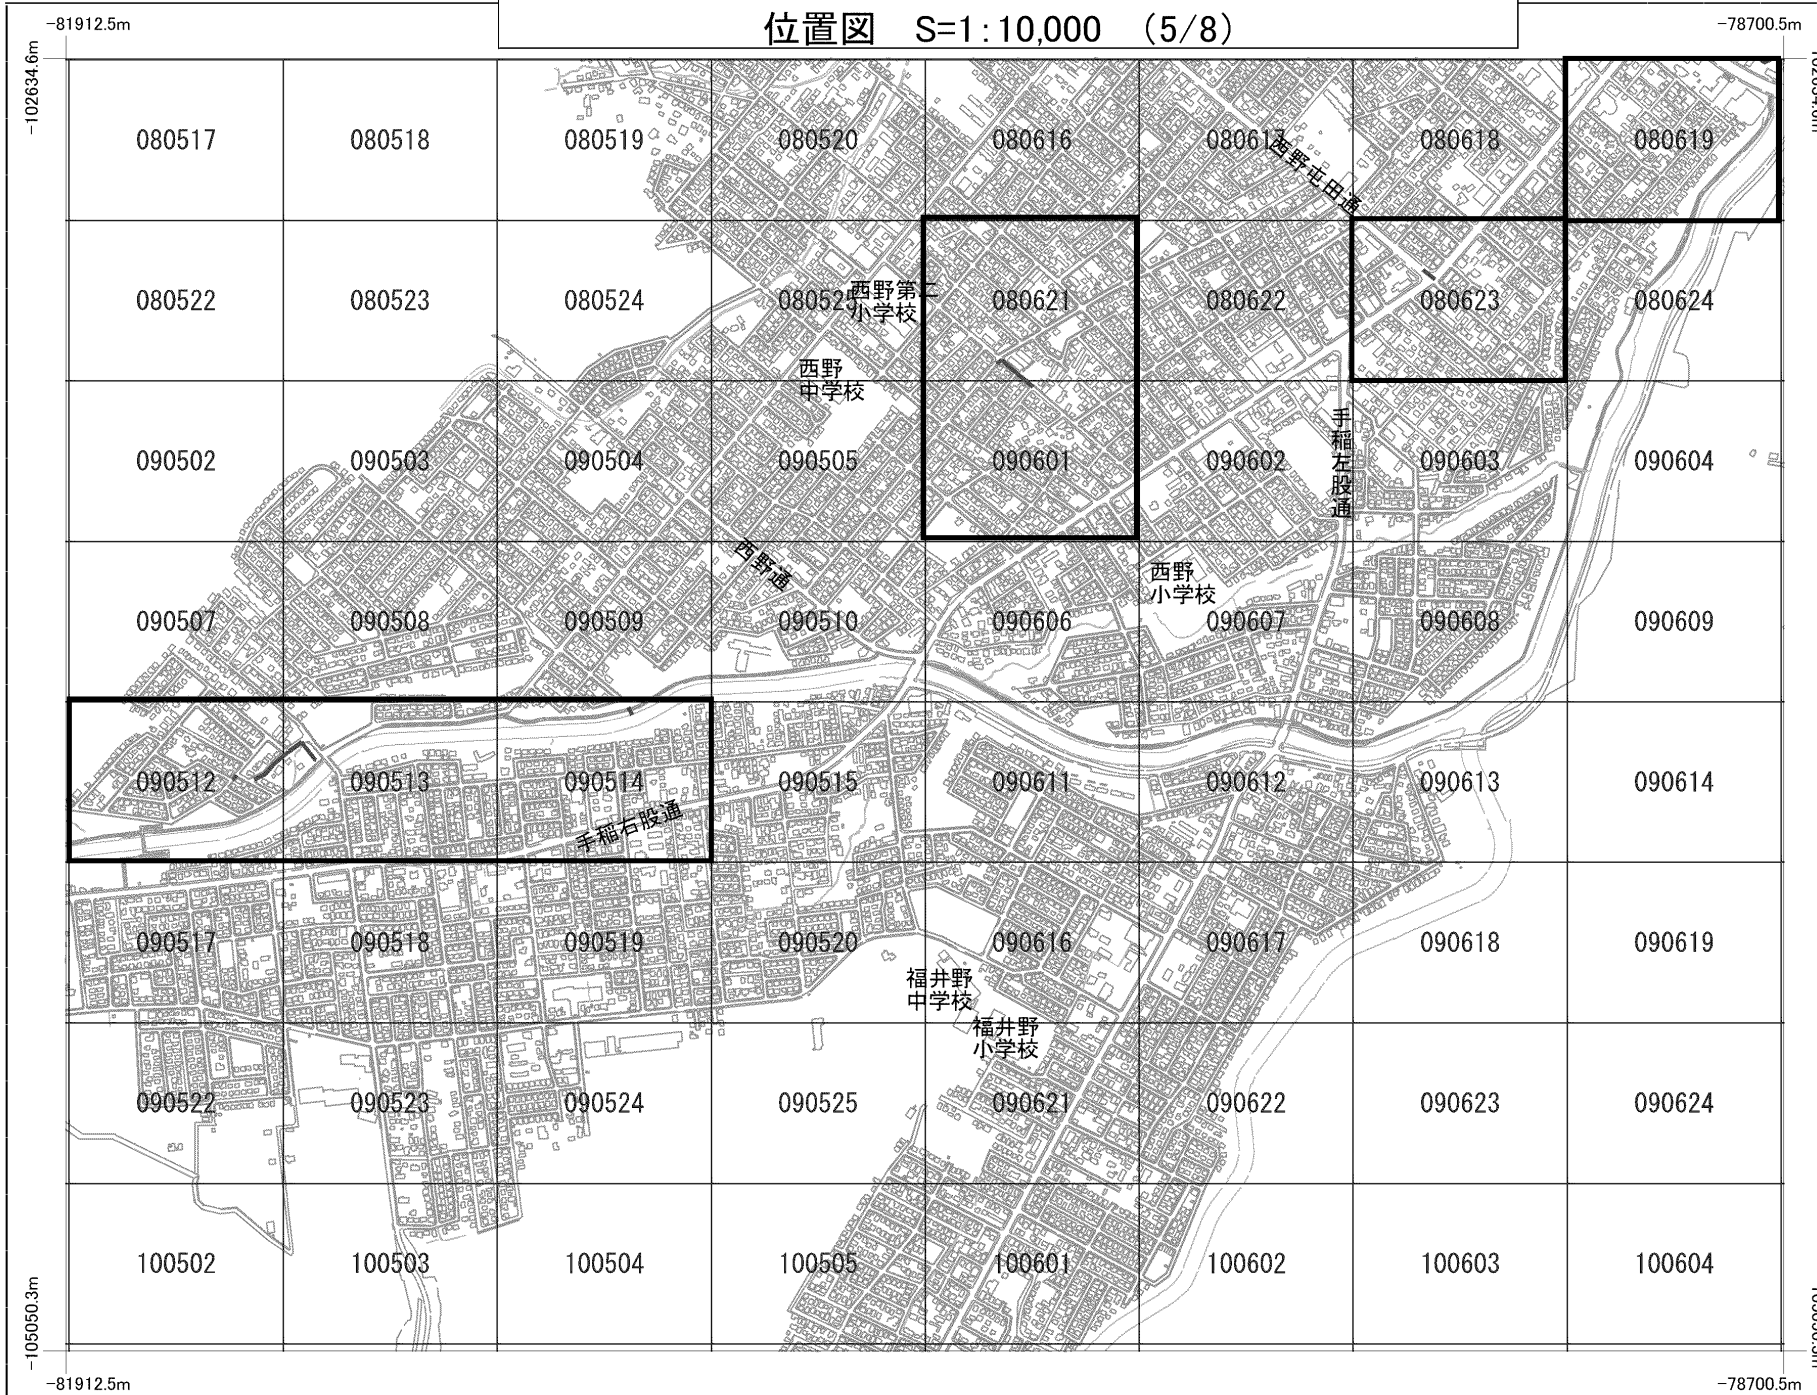 位置図 S=1:10,000 (5/8)
-81912.5m
-78700.5m
-102634.6m
080517 080518 080519 080520 080616 080617 080618 080619
西野屯田通
080522 080523 080524 080525 080621 080622 080623 080624
西野第二
小学校
西野
中学校
090502 090503 090504 090505 090601 090602 090603 090604
手稲左股通
西野通
西野
小学校
090507 090508 090509 090510 090606 090607 090608 090609
090512 090513 090514 090515 090611 090612 090613 090614
手稲右股通
090517 090518 090519 090520 090616 090617 090618 090619
福井野
中学校
福井野
小学校
090522 090523 090524 090525 090621 090622 090623 090624
100502 100503 100504 100505 100601 100602 100603 100604
-105050.3m
-81912.5m
-78700.5m